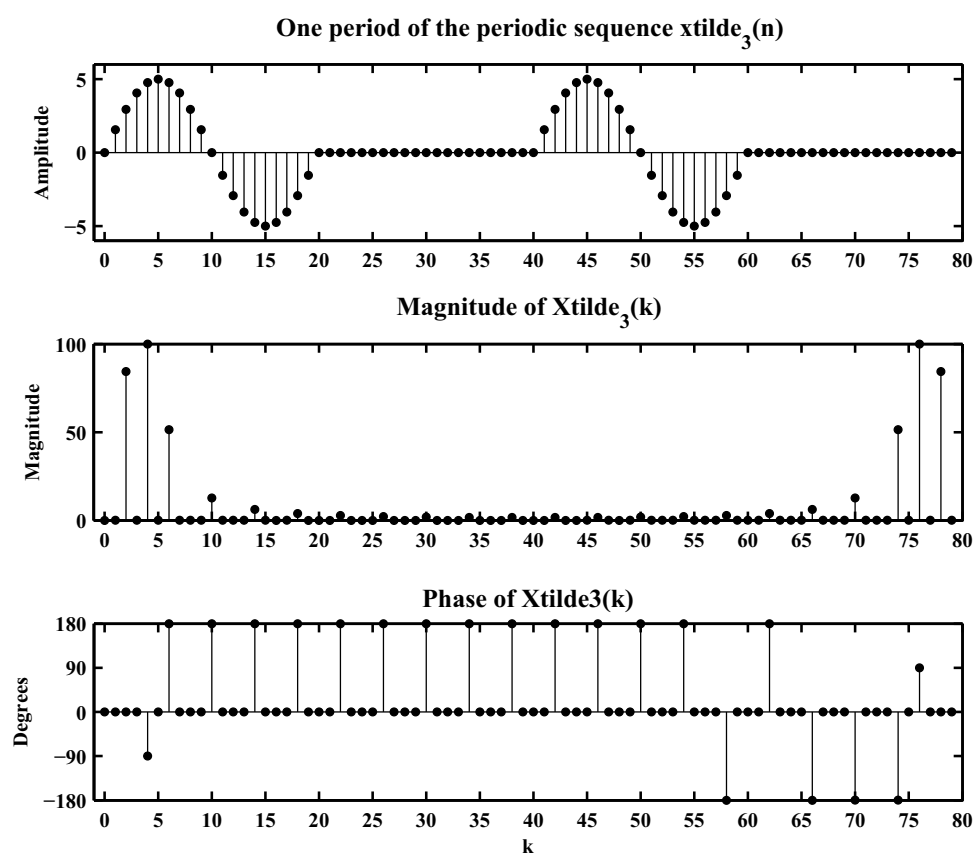 One period of the periodic sequence xtilde₃(n)
Amplitude
5
0
−5
0 5 10 15 20 25 30 35 40 45 50 55 60 65 70 75 80
Magnitude of Xtilde₃(k)
Magnitude
100
50
0
0 5 10 15 20 25 30 35 40 45 50 55 60 65 70 75 80
Phase of Xtilde3(k)
Degrees
180
90
0
−90
−180
0 5 10 15 20 25 30 35 40 45 50 55 60 65 70 75 80
k